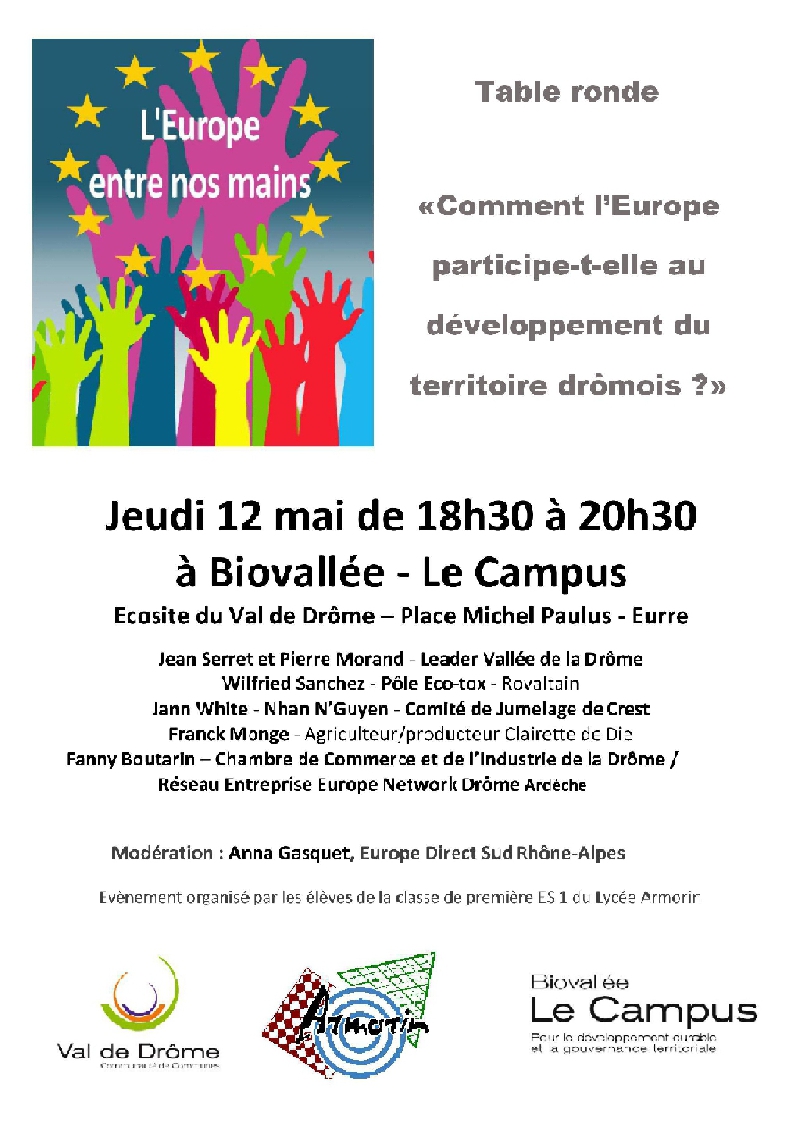 L'Europe
entre nos mains
Table ronde
«Comment l’Europe
participe-t-elle au
développement du
territoire drômois ?»
Jeudi 12 mai de 18h30 à 20h30
à Biovallée - Le Campus
Ecosite du Val de Drôme – Place Michel Paulus - Eurre
Jean Serret et Pierre Morand - Leader Vallée de la Drôme
Wilfried Sanchez - Pôle Eco-tox - Rovaltain
Jann White - Nhan N’Guyen - Comité de Jumelage de Crest
Franck Monge - Agriculteur/producteur Clairette de Die
Fanny Boutarin – Chambre de Commerce et de l’Industrie de la Drôme /
Réseau Entreprise Europe Network Drôme Ardèche
Modération : Anna Gasquet, Europe Direct Sud Rhône-Alpes
Evènement organisé par les élèves de la classe de première ES 1 du Lycée Armorin
Val de Drôme
Communauté de Communes
Armorin
Biovallée
Le Campus
Pour le développement durable
et la gouvernance territoriale